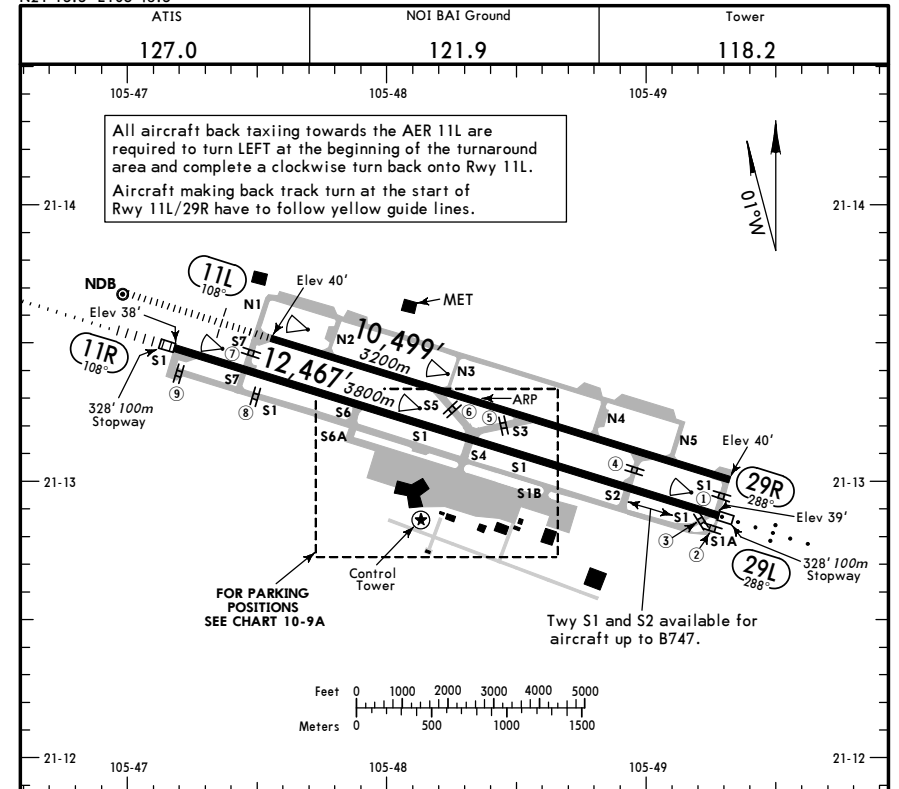 ATIS
NOI BAI Ground
Tower
127.0
121.9
118.2
105-47
105-48
105-49
All aircraft back taxiing towards the AER 11L are
required to turn LEFT at the beginning of the turnaround
area and complete a clockwise turn back onto Rwy 11L.
Aircraft making back track turn at the start of
Rwy 11L/29R have to follow yellow guide lines.
01°W
21-14
21-14
11L
108°
NDB
Elev 40'
MET
N1
Elev 38'
S7
7
N2
10,499'
3200m
11R
108°
S1
12,467'
3800m
N3
S7
9
8
S1
328' 100m
Stopway
S6
S5
6
5
ARP
S3
N4
S6A
S1
S4
N5
Elev 40'
S1
4
S1
1
29R
288°
21-13
21-13
S1B
S2
S1
Elev 39'
3
2
S1A
29L
288°
328' 100m
Stopway
Control
Tower
FOR PARKING
POSITIONS
SEE CHART 10-9A
Twy S1 and S2 available for
aircraft up to B747.
Feet 0 1000 2000 3000 4000 5000
Meters 0 500 1000 1500
21-12
21-12
105-47
105-48
105-49